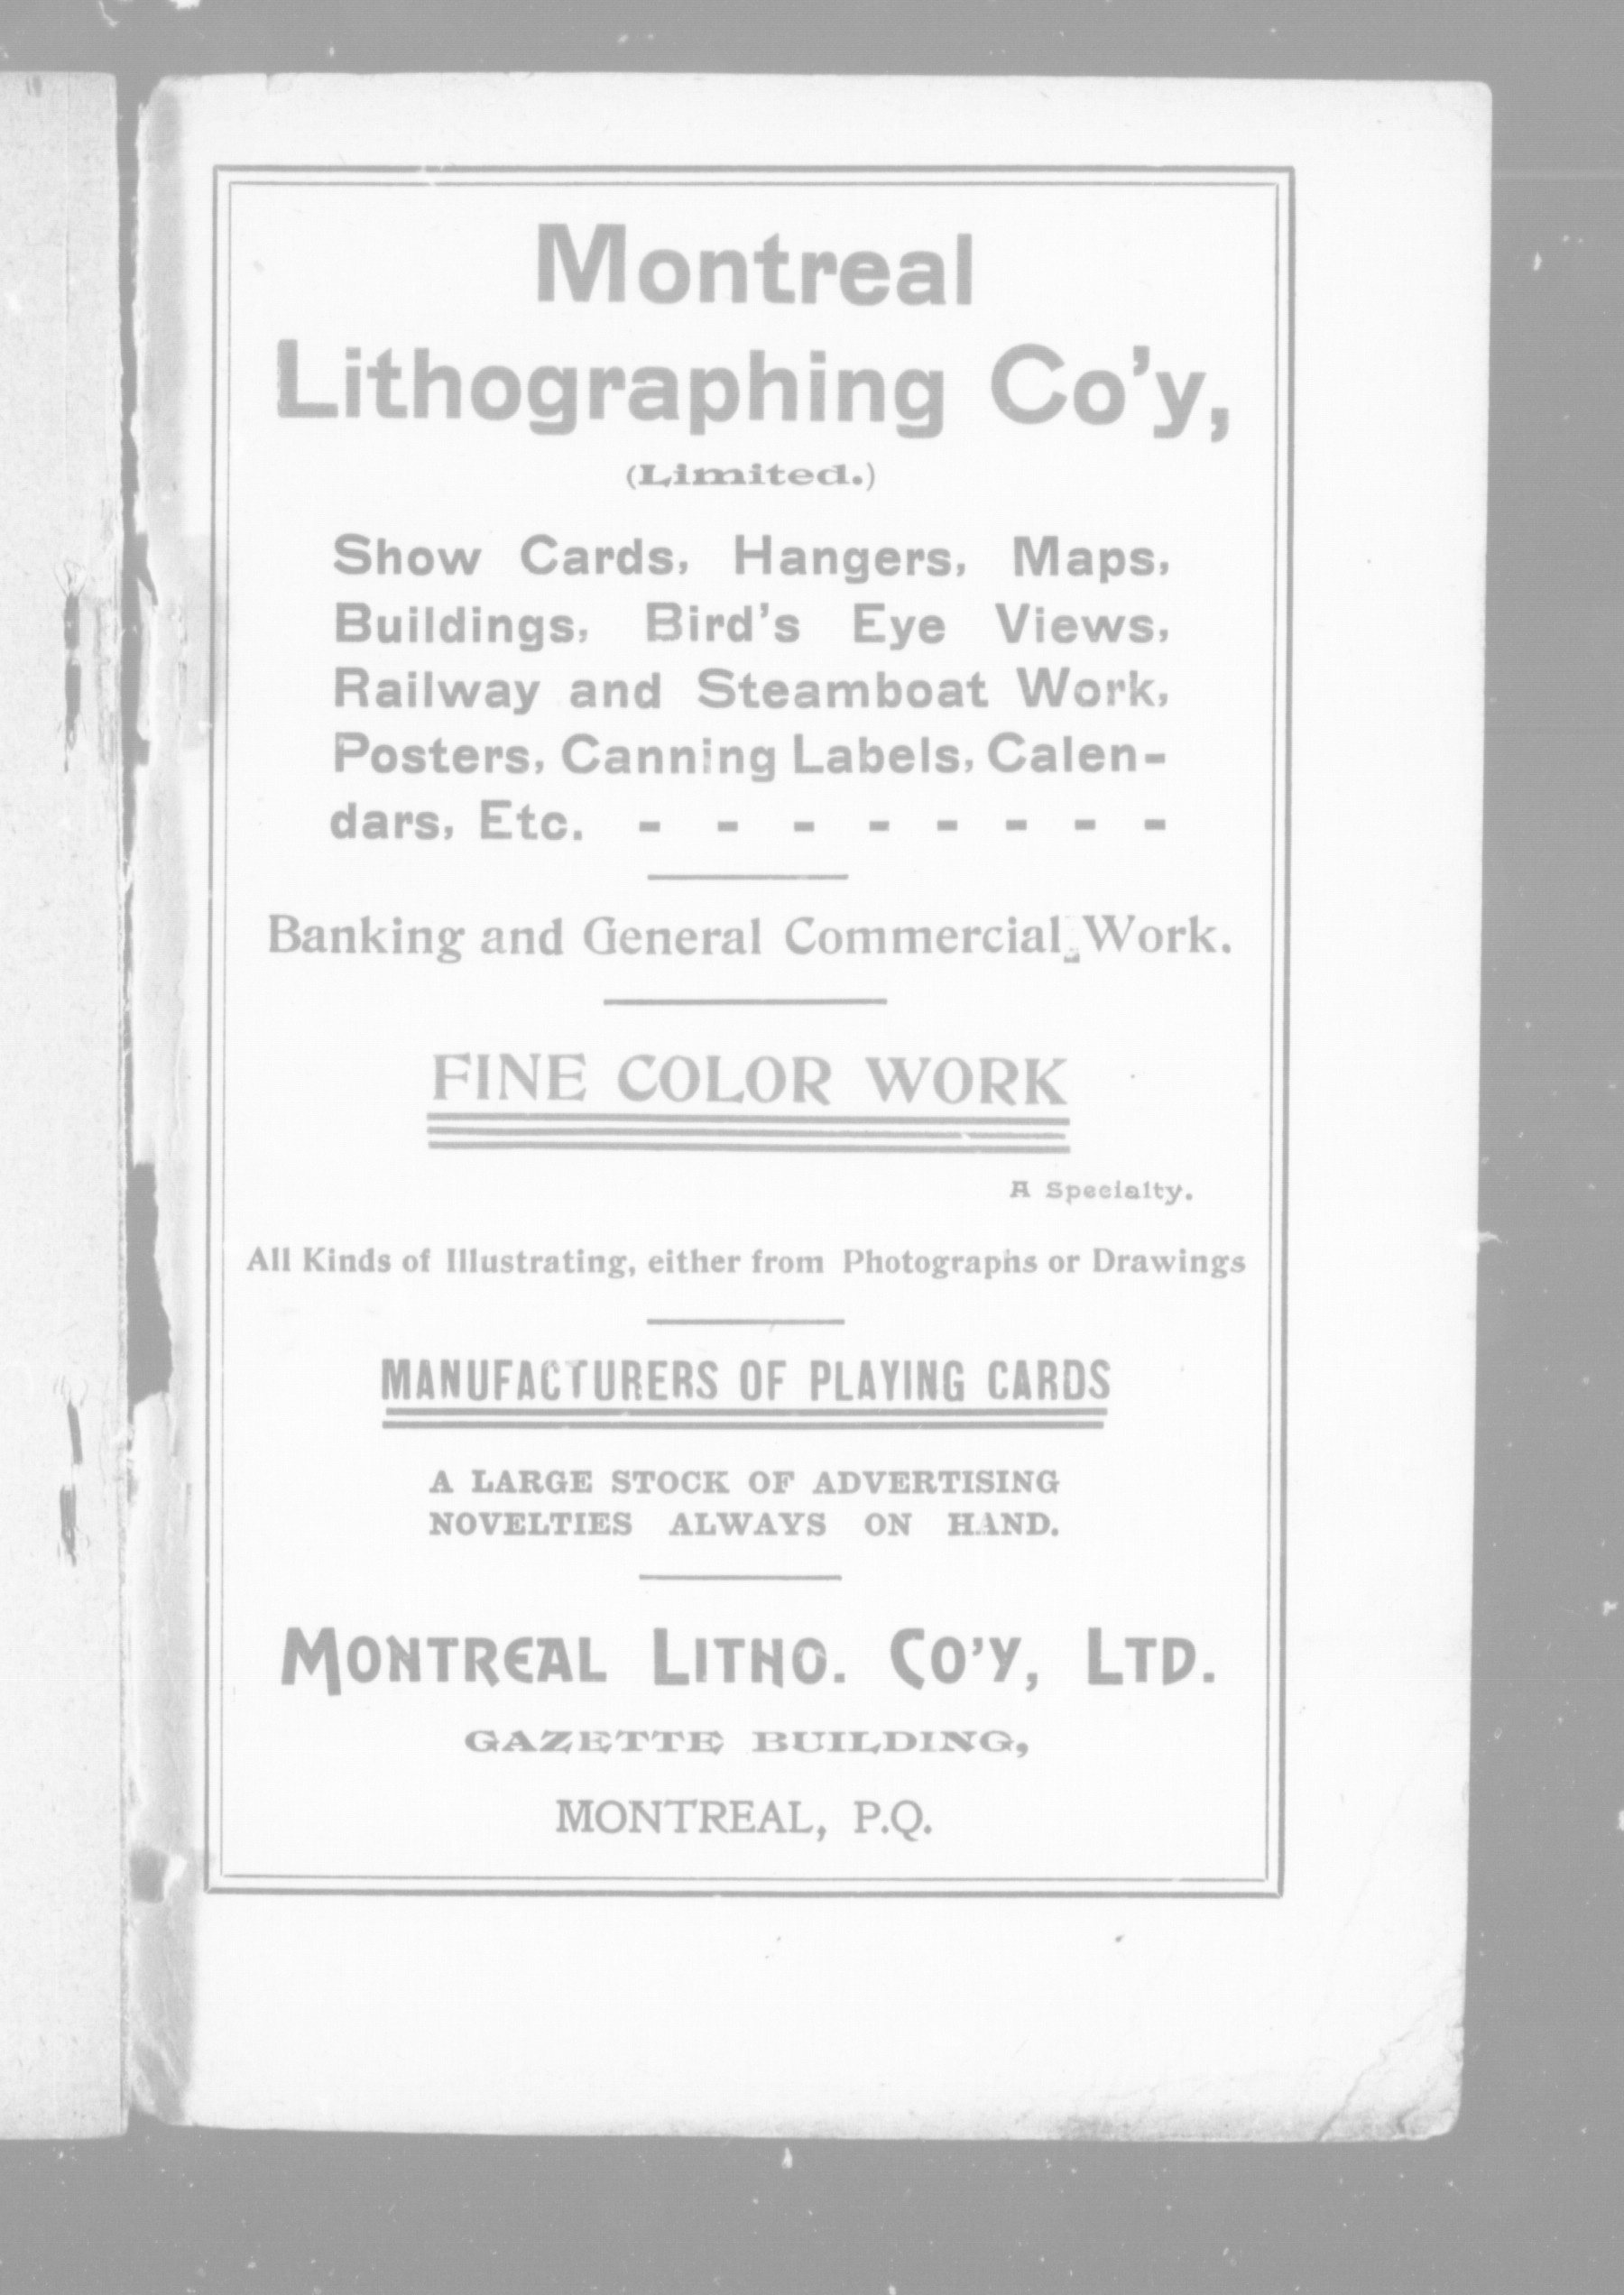 Montreal
Lithographing Co'y,
(Limited.)
Show Cards, Hangers, Maps,
Buildings, Bird's Eye Views,
Railway and Steamboat Work,
Posters, Canning Labels, Calen-
dars, Etc. - - - - - - - -
Banking and General Commercial Work.
FINE COLOR WORK
A Specialty.
All Kinds of Illustrating, either from Photographs or Drawings
MANUFACTURERS OF PLAYING CARDS
A LARGE STOCK OF ADVERTISING
NOVELTIES ALWAYS ON HAND.
MONTREAL LITHO. CO'Y, LTD.
GAZETTE BUILDING,
MONTREAL, P.Q.